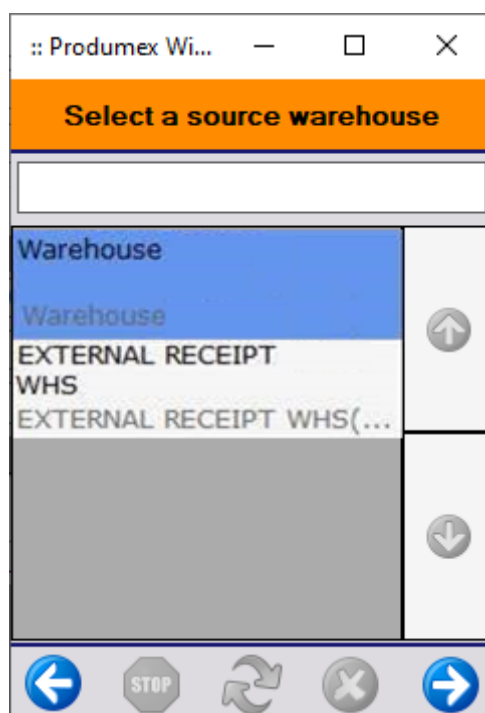 :: Produmex Wi...
Select a source warehouse
Warehouse
Warehouse
EXTERNAL RECEIPT
WHS
EXTERNAL RECEIPT WHS(...
STOP